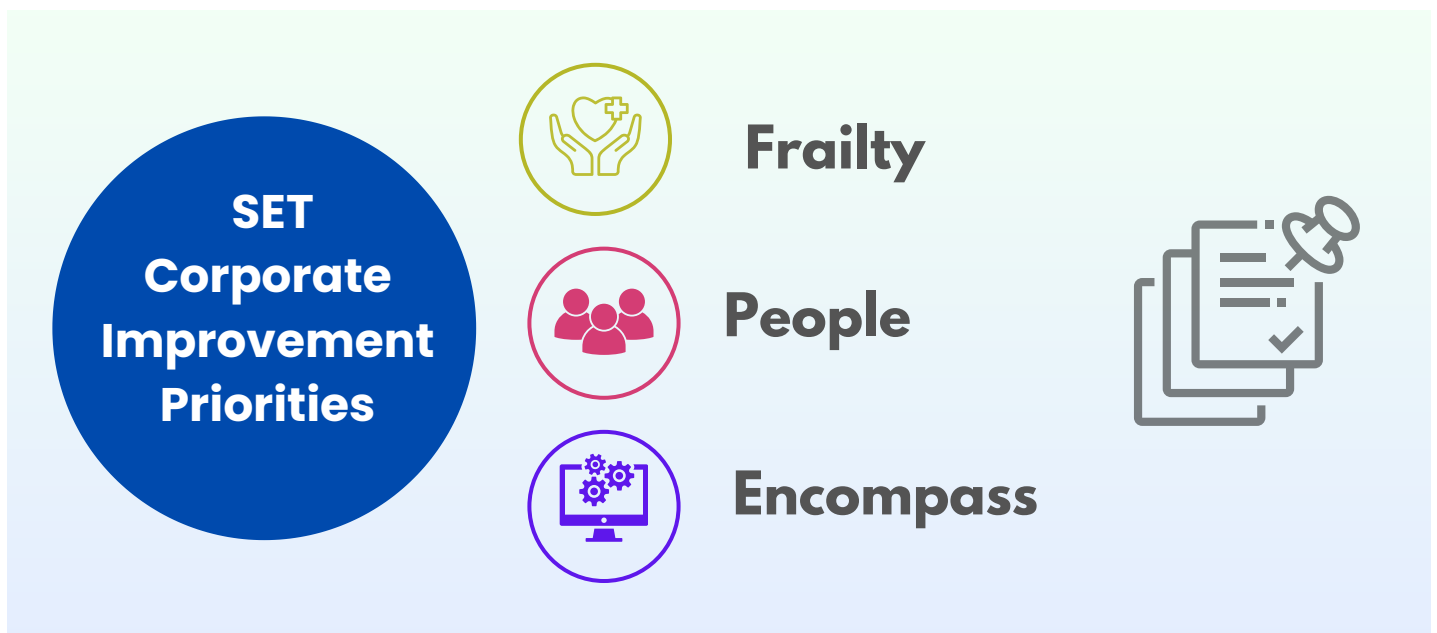 SET
Corporate
Improvement
Priorities
Frailty
People
Encompass